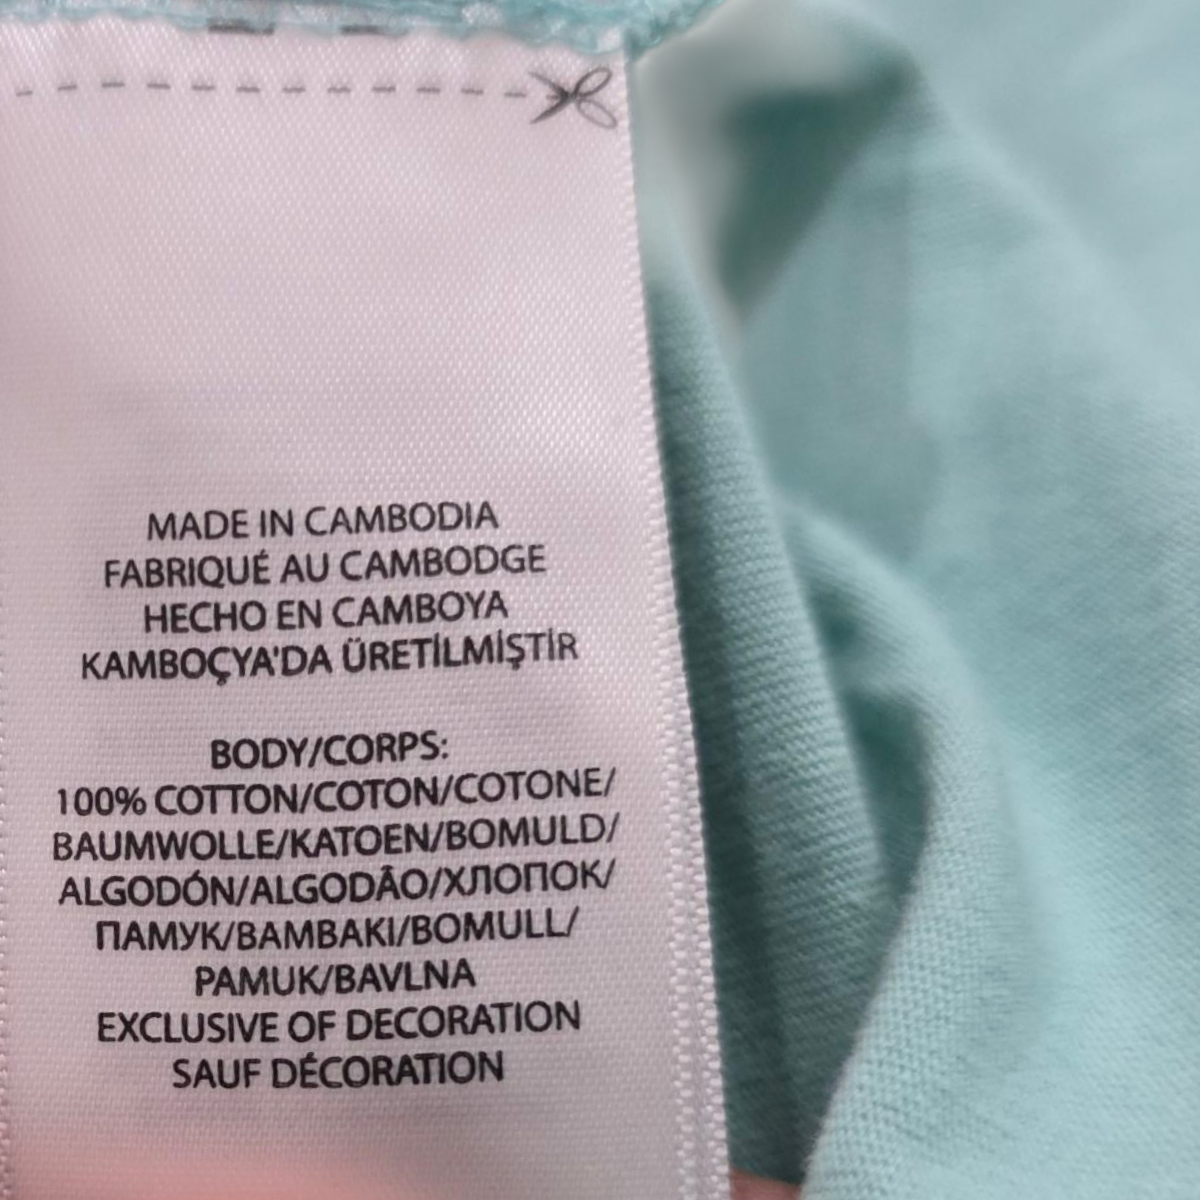 MADE IN CAMBODIA
FABRIQUÉ AU CAMBODGE
HECHO EN CAMBOYA
KAMBOÇYA'DA ÜRETİLMİŞTİR
BODY/CORPS:
100% COTTON/COTON/COTONE/
BAUMWOLLE/KATOEN/BOMULD/
ALGODÓN/ALGODÂO/ХЛОПОК/
ПАМУК/BAMBAKI/BOMULL/
PAMUK/BAVLNA
EXCLUSIVE OF DECORATION
SAUF DÉCORATION